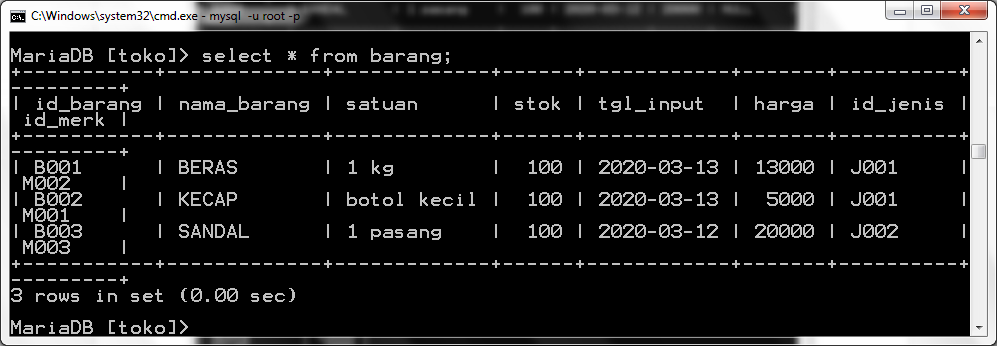 C:\Windows\system32\cmd.exe - mysql -u root -p
MariaDB [toko]> select * from barang;
+-----------+-------------+--------------+------+------------+-------+----------+
---------+
| id_barang | nama_barang | satuan       | stok | tgl_input  | harga | id_jenis |
 id_merk |
+-----------+-------------+--------------+------+------------+-------+----------+
---------+
| B001      | BERAS       | 1 kg         |  100 | 2020-03-13 | 13000 | J001     |
 M002    |
| B002      | KECAP       | botol kecil  |  100 | 2020-03-13 |  5000 | J001     |
 M001    |
| B003      | SANDAL      | 1 pasang     |  100 | 2020-03-12 | 20000 | J002     |
 M003    |
+-----------+-------------+--------------+------+------------+-------+----------+
---------+
3 rows in set (0.00 sec)
MariaDB [toko]>